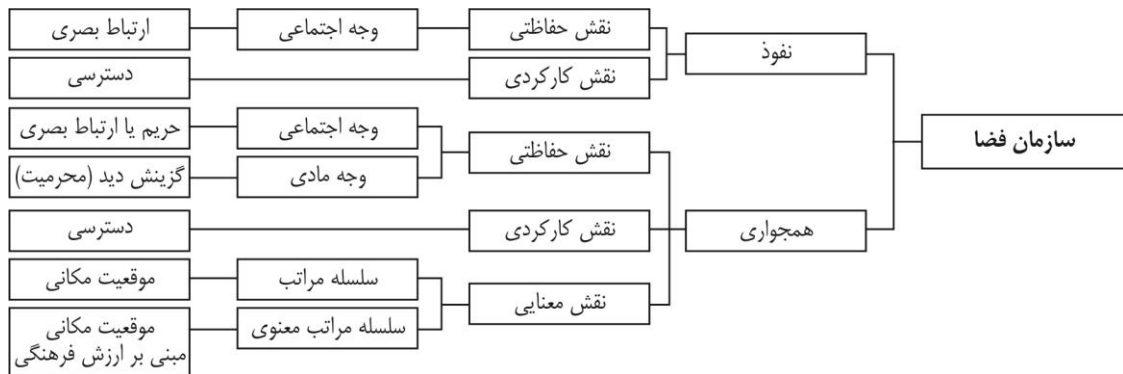 سازمان فضا
نفوذ
نقش حفاظتی
وجه اجتماعی
ارتباط بصری
نقش کارکردی
دسترسی
همجواری
نقش حفاظتی
وجه اجتماعی
حریم یا ارتباط بصری
وجه مادی
گزینش دید (محرمیت)
نقش کارکردی
دسترسی
نقش معنایی
سلسله مراتب
موقعیت مکانی
سلسله مراتب معنوی
موقعیت مکانی
مبنی بر ارزش فرهنگی